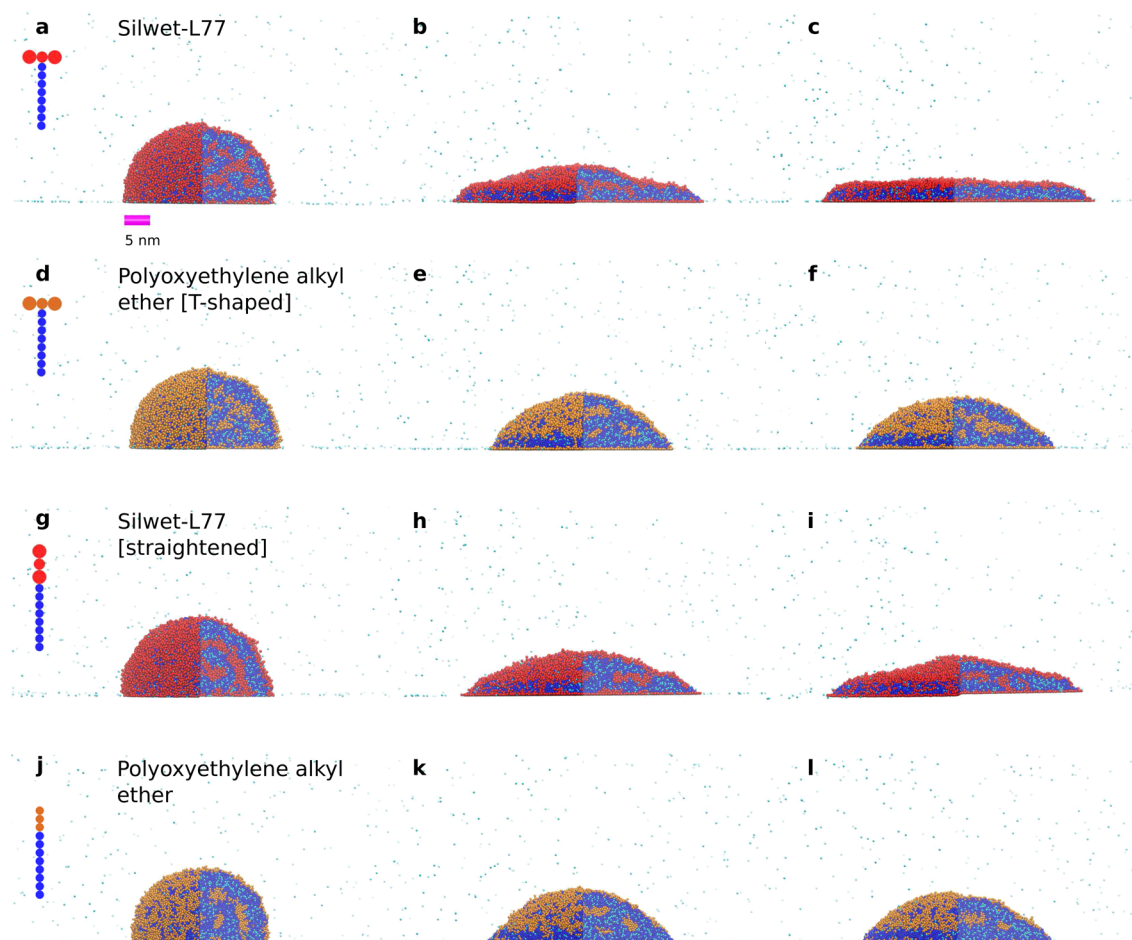 a Silwet-L77 b c
5 nm
d Polyoxyethylene alkyl e f
ether [T-shaped]
g Silwet-L77 h i
[straightened]
j Polyoxyethylene alkyl k l
ether